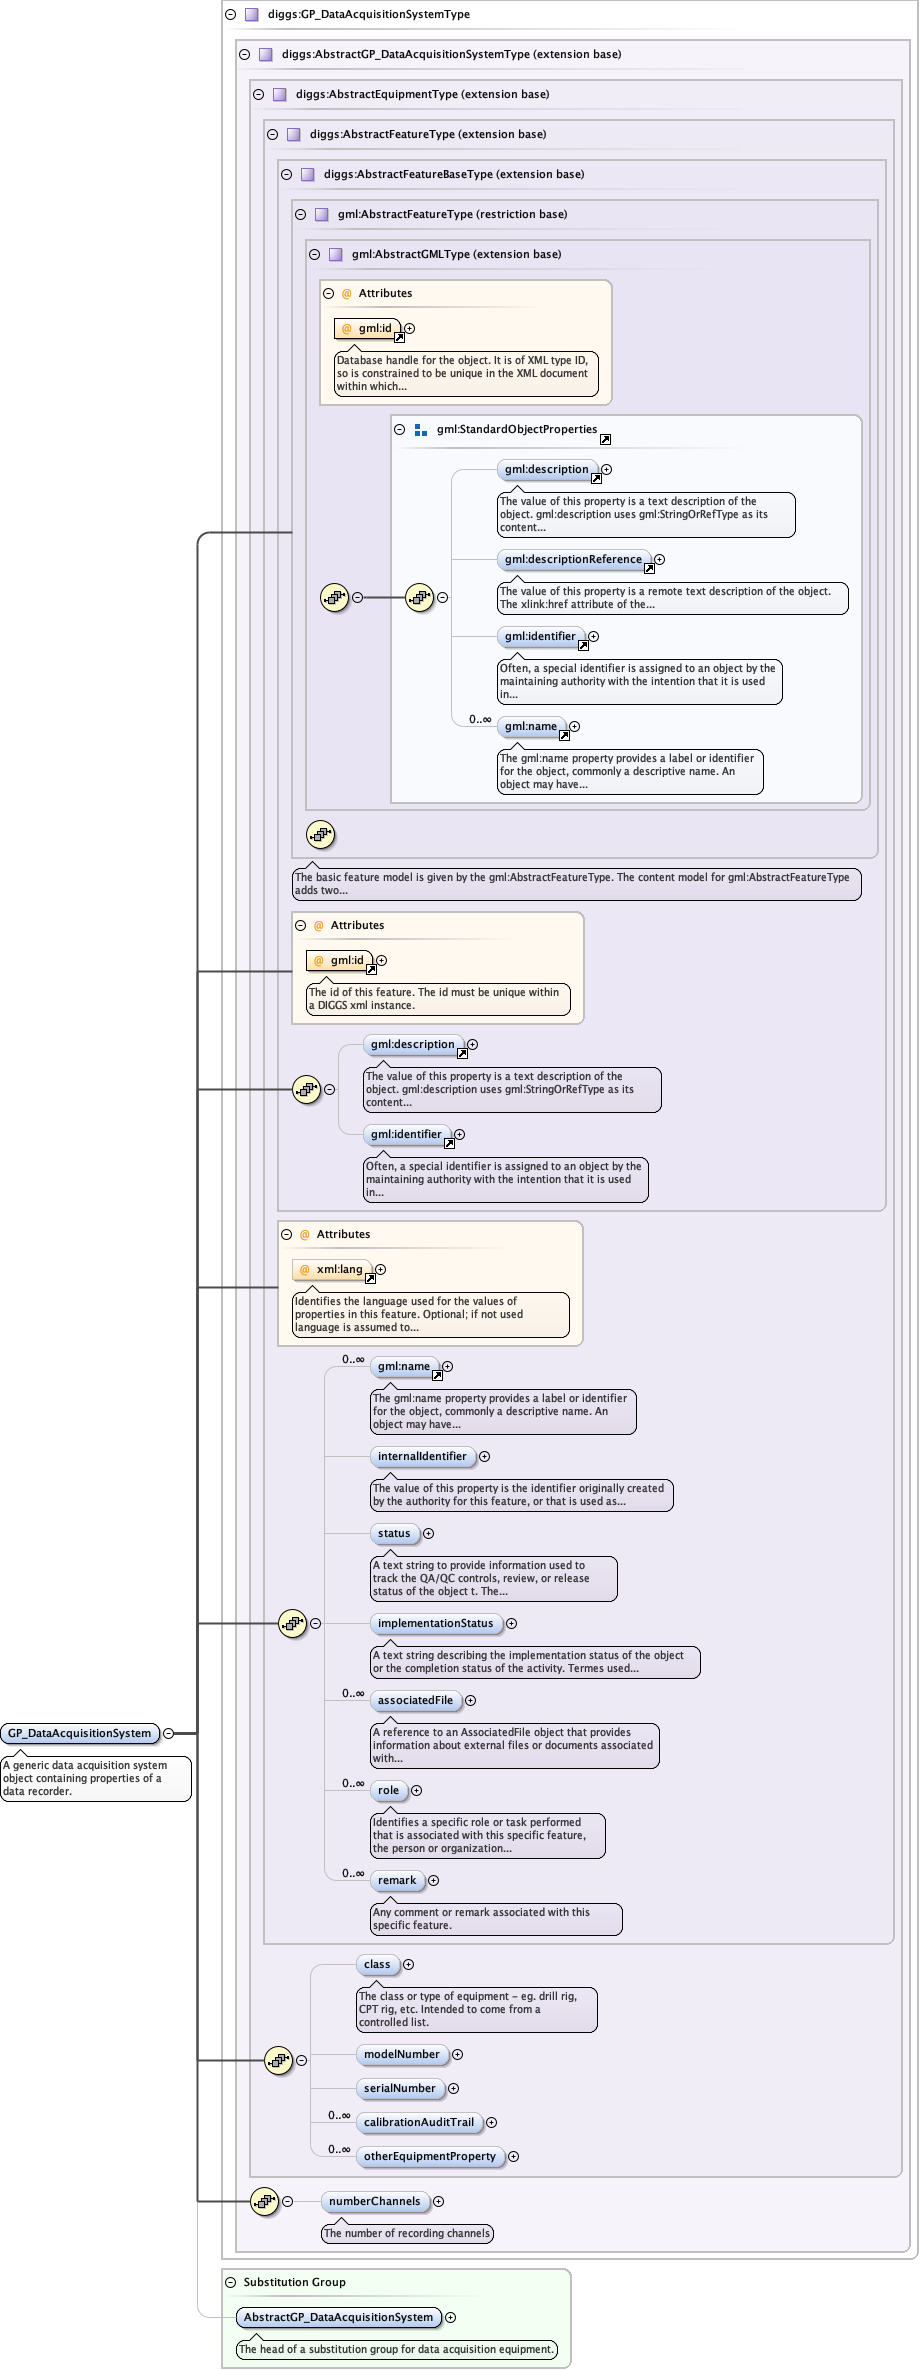 diggs:GP_DataAcquisitionSystemType
diggs:AbstractGP_DataAcquisitionSystemType (extension base)
diggs:AbstractEquipmentType (extension base)
diggs:AbstractFeatureType (extension base)
diggs:AbstractFeatureBaseType (extension base)
gml:AbstractFeatureType (restriction base)
gml:AbstractGMLType (extension base)
@ Attributes
@ gml:id
Database handle for the object. It is of XML type ID,
so is constrained to be unique in the XML document
within which...
gml:StandardObjectProperties
gml:description
The value of this property is a text description of the
object. gml:description uses gml:StringOrRefType as its
content...
gml:descriptionReference
The value of this property is a remote text description of the object.
The xlink:href attribute of the...
gml:identifier
Often, a special identifier is assigned to an object by the
maintaining authority with the intention that it is used
in...
0..∞
gml:name
The gml:name property provides a label or identifier
for the object, commonly a descriptive name. An
object may have...
The basic feature model is given by the gml:AbstractFeatureType. The content model for gml:AbstractFeatureType
adds two...
@ Attributes
@ gml:id
The id of this feature. The id must be unique within
a DIGGS xml instance.
gml:description
The value of this property is a text description of the
object. gml:description uses gml:StringOrRefType as its
content...
gml:identifier
Often, a special identifier is assigned to an object by the
maintaining authority with the intention that it is used
in...
@ Attributes
@ xml:lang
Identifies the language used for the values of
properties in this feature. Optional; if not used
language is assumed to...
0..∞
gml:name
The gml:name property provides a label or identifier
for the object, commonly a descriptive name. An
object may have...
internalIdentifier
The value of this property is the identifier originally created
by the authority for this feature, or that is used as...
status
A text string to provide information used to
track the QA/QC controls, review, or release
status of the object t. The...
implementationStatus
A text string describing the implementation status of the object
or the completion status of the activity. Termes used...
0..∞
associatedFile
A reference to an AssociatedFile object that provides
information about external files or documents associated
with...
GP_DataAcquisitionSystem
A generic data acquisition system
object containing properties of a
data recorder.
0..∞
role
Identifies a specific role or task performed
that is associated with this specific feature,
the person or organization...
0..∞
remark
Any comment or remark associated with this
specific feature.
class
The class or type of equipment - eg. drill rig,
CPT rig, etc. Intended to come from a
controlled list.
modelNumber
serialNumber
0..∞
calibrationAuditTrail
0..∞
otherEquipmentProperty
numberChannels
The number of recording channels
Substitution Group
AbstractGP_DataAcquisitionSystem
The head of a substitution group for data acquisition equipment.